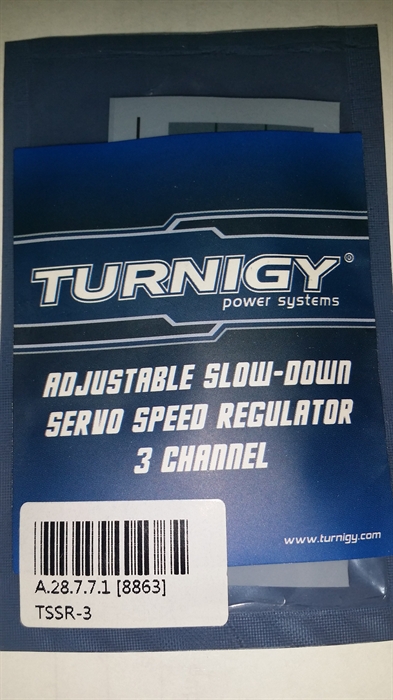 TURNIGY®
power systems
ADJUSTABLE SLOW-DOWN
SERVO SPEED REGULATOR
3 CHANNEL
www.turnigy.com
A.28.7.7.1 [8863]
TSSR-3